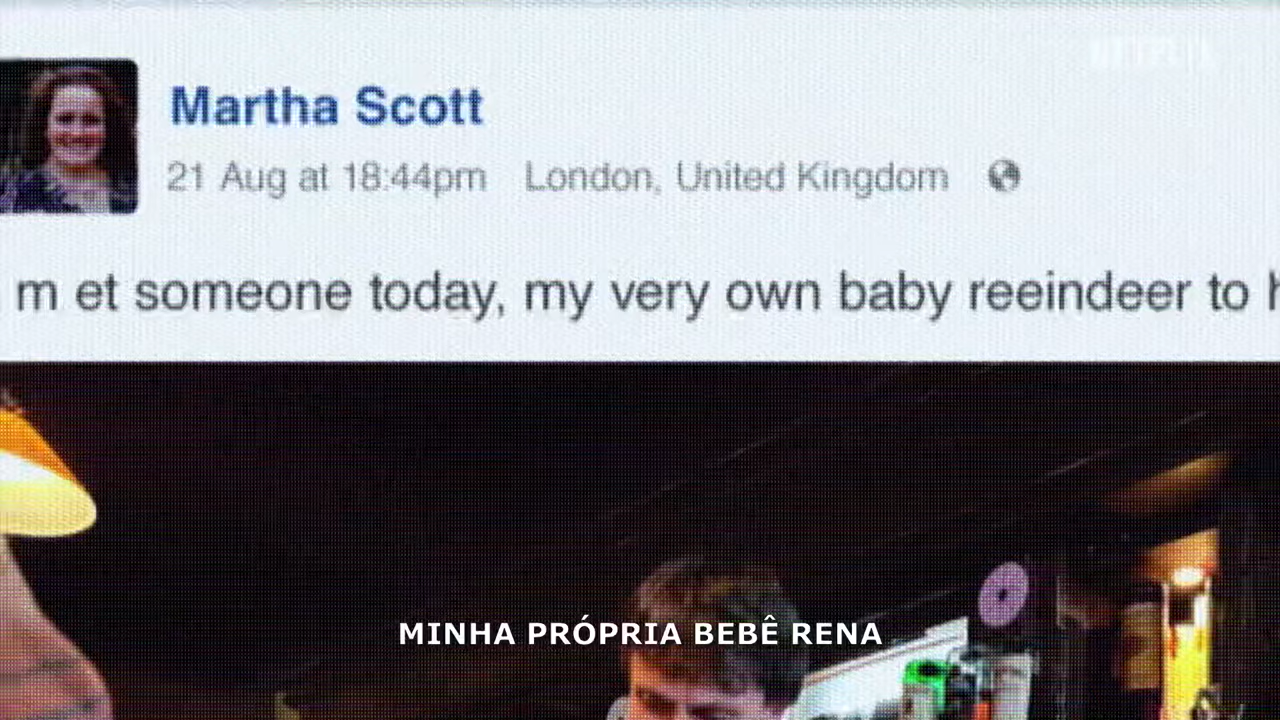 Martha Scott
21 Aug at 18:44pm London, United Kingdom
m et someone today, my very own baby reeindeer to
MINHA PRÓPRIA BEBÊ RENA